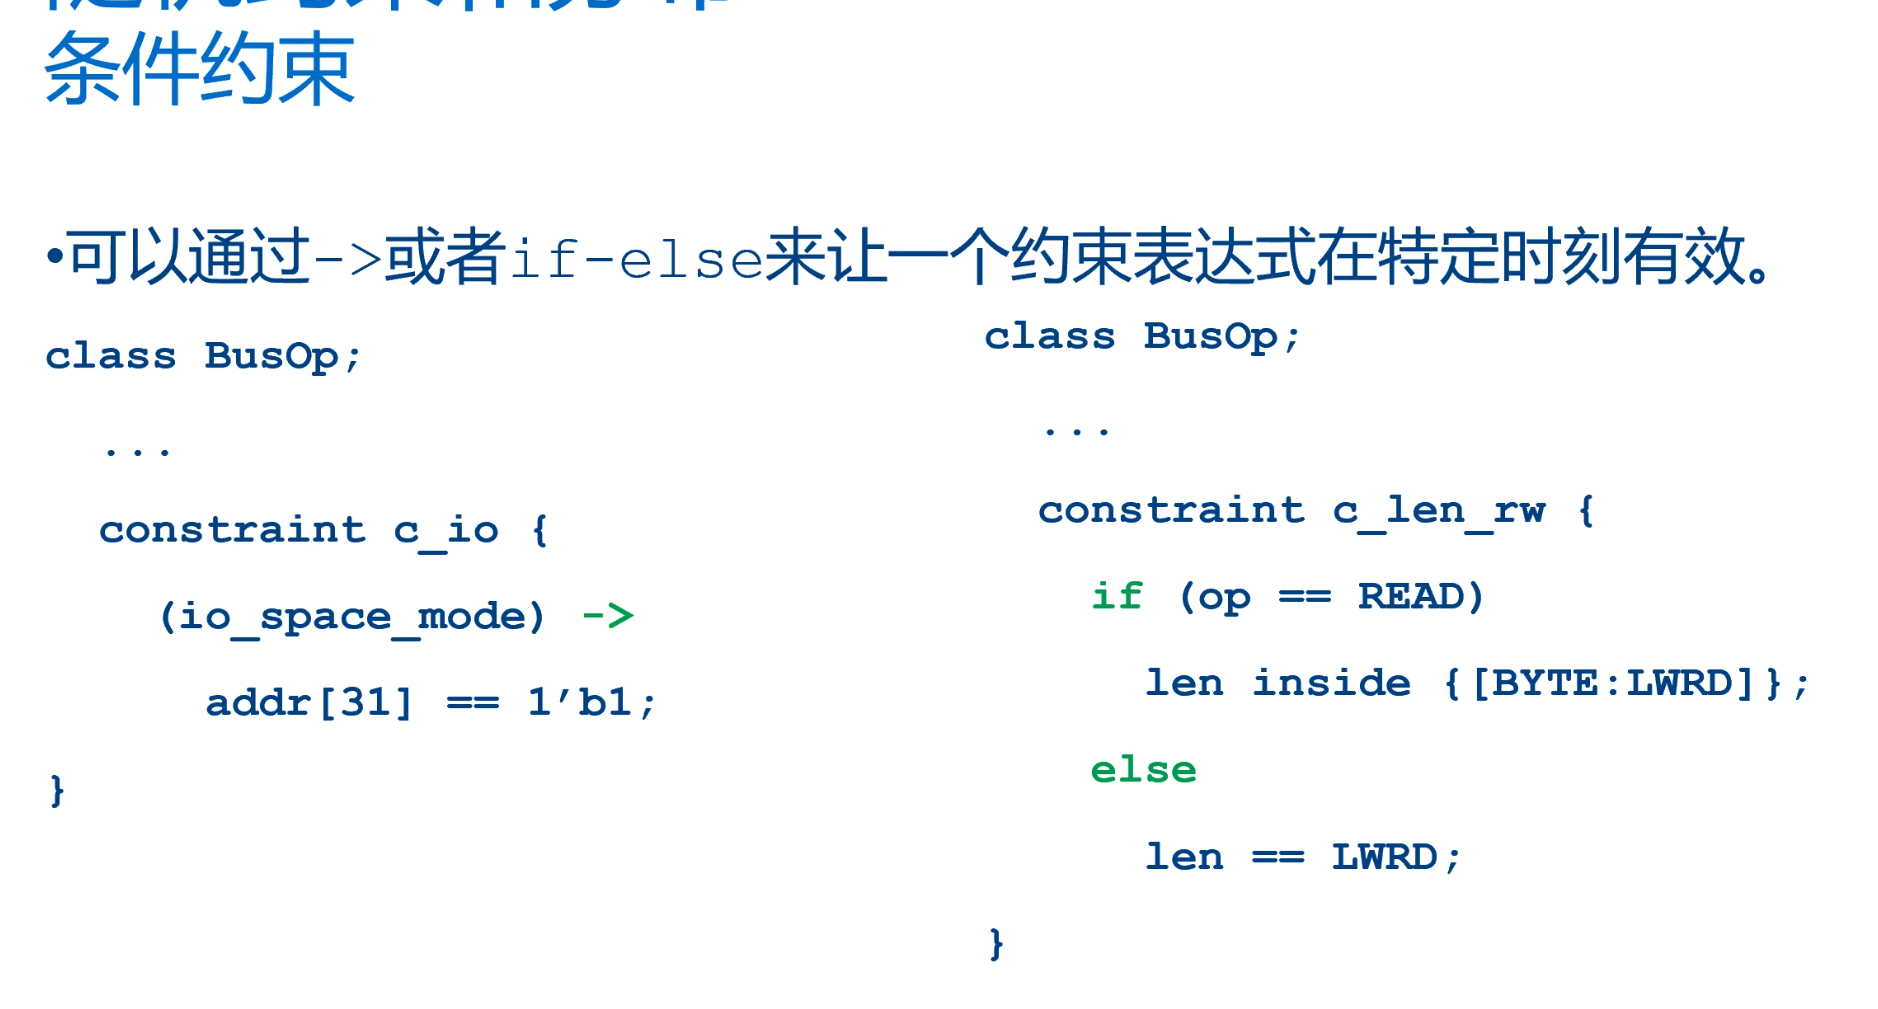 条件约束
•可以通过->或者if-else来让一个约束表达式在特定时刻有效。
class BusOp;
...
constraint c_io {
(io_space_mode) ->
addr[31] == 1’b1;
}
class BusOp;
...
constraint c_len_rw {
if (op == READ)
len inside {[BYTE:LWRD]};
else
len == LWRD;
}